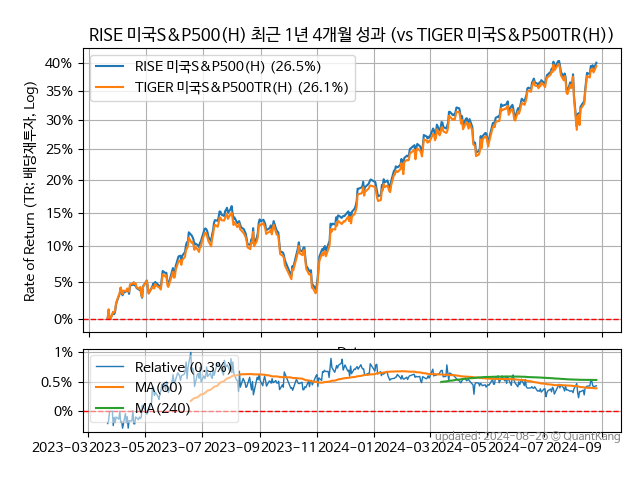 RISE 미국S&P500(H) 최근 1년 4개월 성과 (vs TIGER 미국S&P500TR(H))
Rate of Return (TR: 배당재투자, Log)
40%
35%
30%
25%
20%
15%
10%
5%
0%
RISE 미국S&P500(H) (26.5%)
TIGER 미국S&P500TR(H) (26.1%)
1%
0.5%
0%
Relative (0.3%)
MA(60)
MA(240)
2023-03 2023-05 2023-07 2023-09 2023-11 2024-01 2024-03 2024-05 2024-07 2024-09
updated: 2024-08-26 © QuantKang